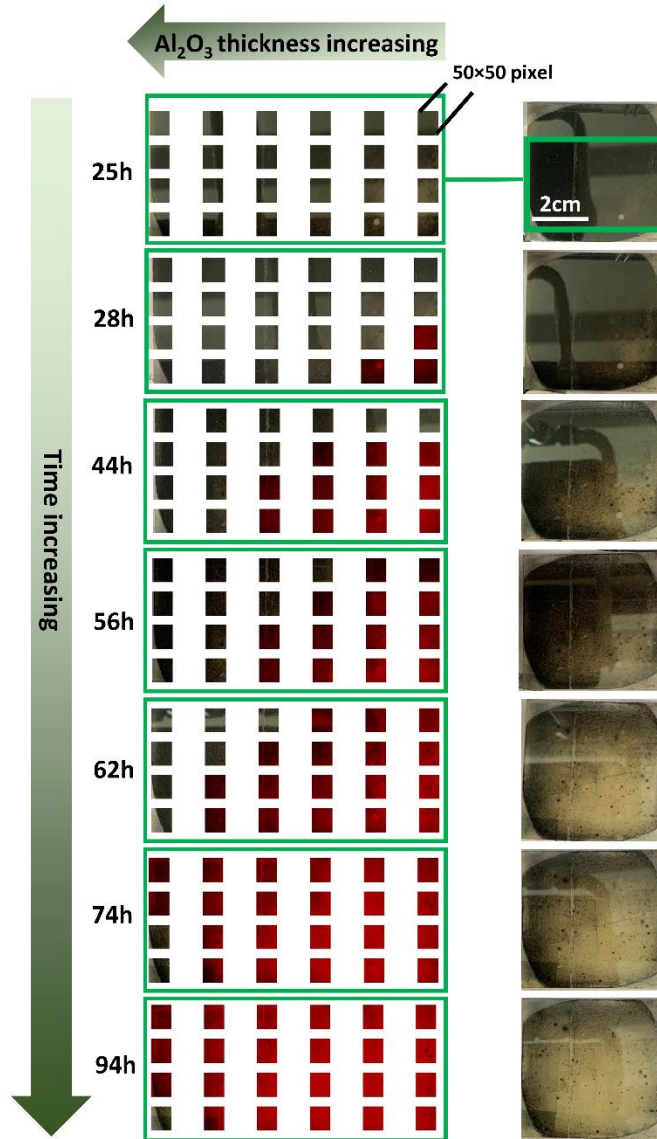 Al₂O₃ thickness increasing
50×50 pixel
25h
2cm
28h
44h
Time increasing
56h
62h
74h
94h